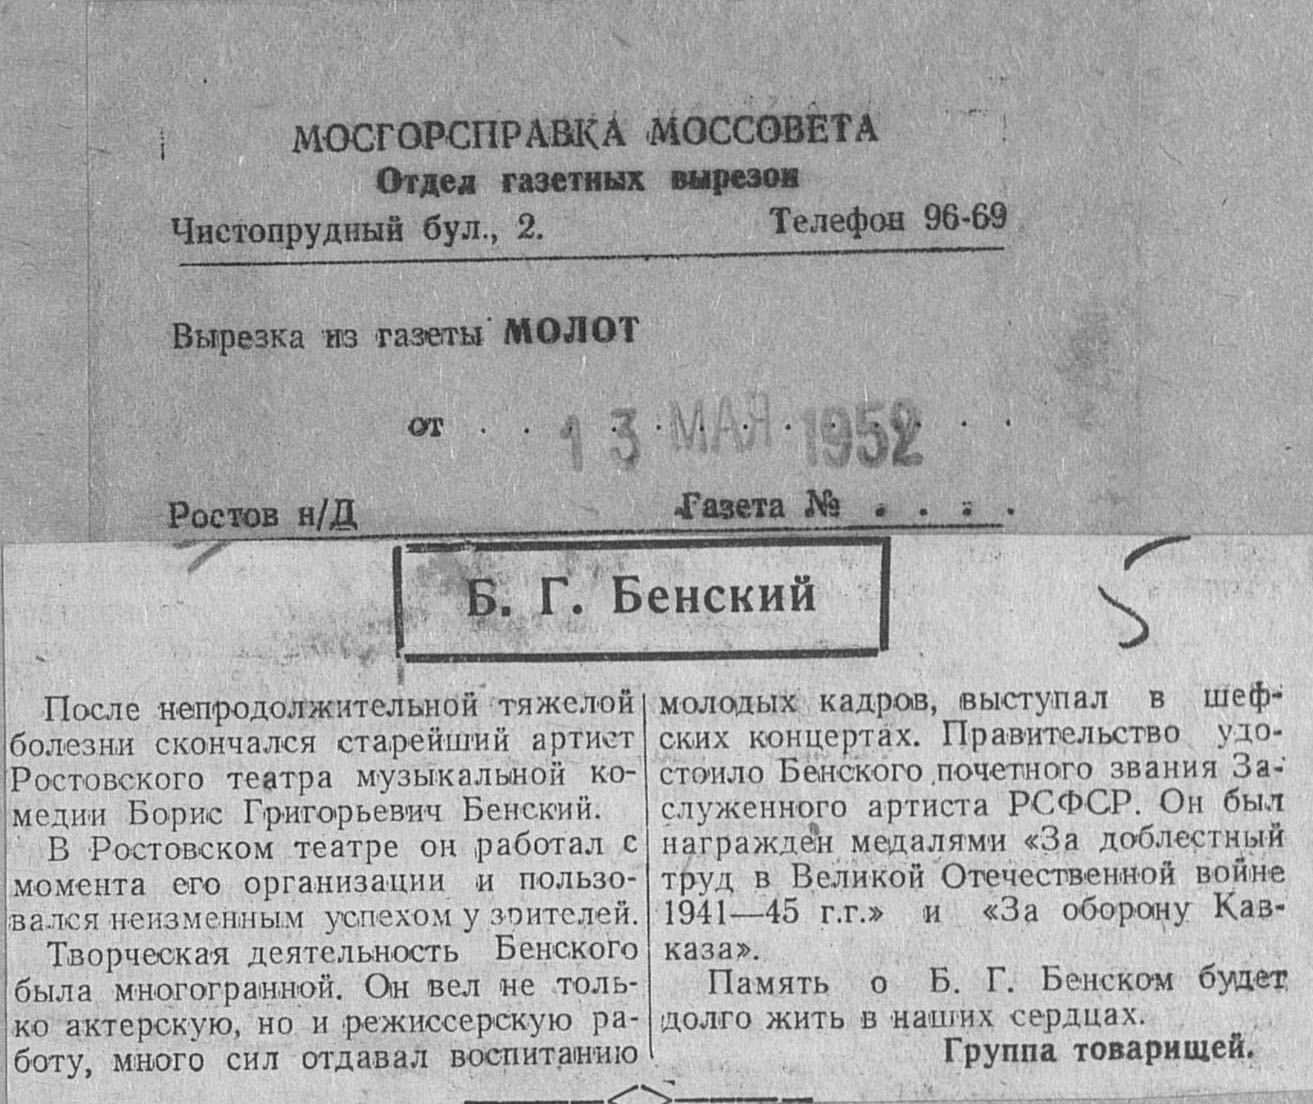 МОСГОРСПРАВКА МОССОВЕТА
Отдел газетных вырезок
Чистопрудный бул., 2. Телефон 96-69
Вырезка из газеты МОЛОТ
от . . 13 МАЯ 1952 . .
Ростов н/Д Газета № . . . .
5
Б. Г. Бенский
После непродолжительной тяжелой
болезни скончался старейший артист
Ростовского театра музыкальной ко-
медии Борис Григорьевич Бенский.
В Ростовском театре он работал с
момента его организации и пользо-
вался неизменным успехом у зрителей.
Творческая деятельность Бенского
была многогранной. Он вел не толь-
ко актерскую, но и режиссерскую ра-
боту, много сил отдавал воспитанию
молодых кадров, выступал в шеф-
ских концертах. Правительство удо-
стоило Бенского почетного звания За-
служенного артиста РСФСР. Он был
награжден медалями «За доблестный
труд в Великой Отечественной войне
1941—45 г.г.» и «За оборону Кав-
каза».
Память о Б. Г. Бенском будет
долго жить в наших сердцах.
Группа товарищей.